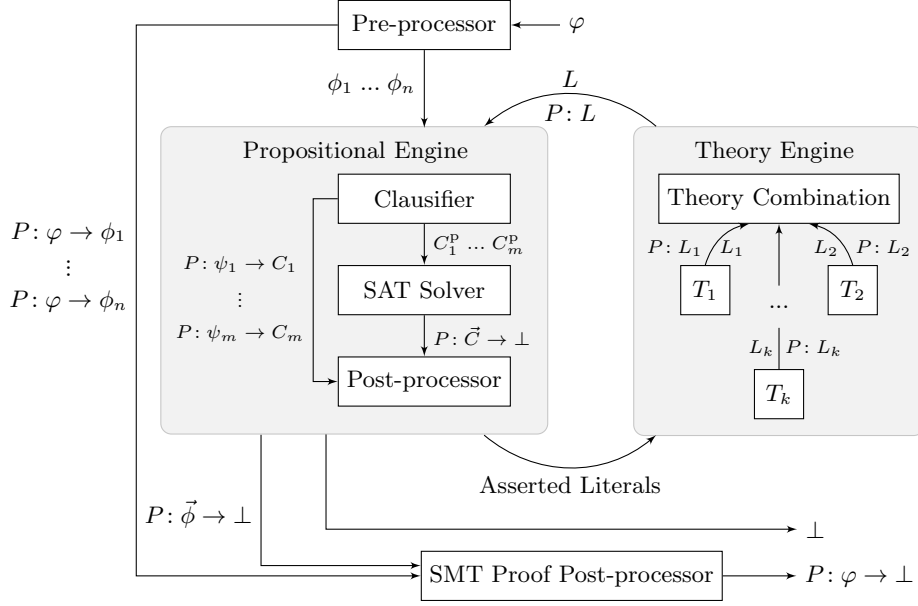 Pre-processor
φ
ϕ₁ ... ϕₙ
L
P : L
Propositional Engine
Theory Engine
Clausifier
Theory Combination
C₁ᵖ ... Cₘᵖ
P : L₁
L₁
L₂
P : L₂
P : φ → ϕ₁
⋮
P : φ → ϕₙ
P : ψ₁ → C₁
⋮
P : ψₘ → Cₘ
SAT Solver
T₁
...
T₂
P : C⃗ → ⊥
Lₖ
P : Lₖ
Post-processor
Tₖ
Asserted Literals
P : ϕ⃗ → ⊥
⊥
SMT Proof Post-processor
P : φ → ⊥